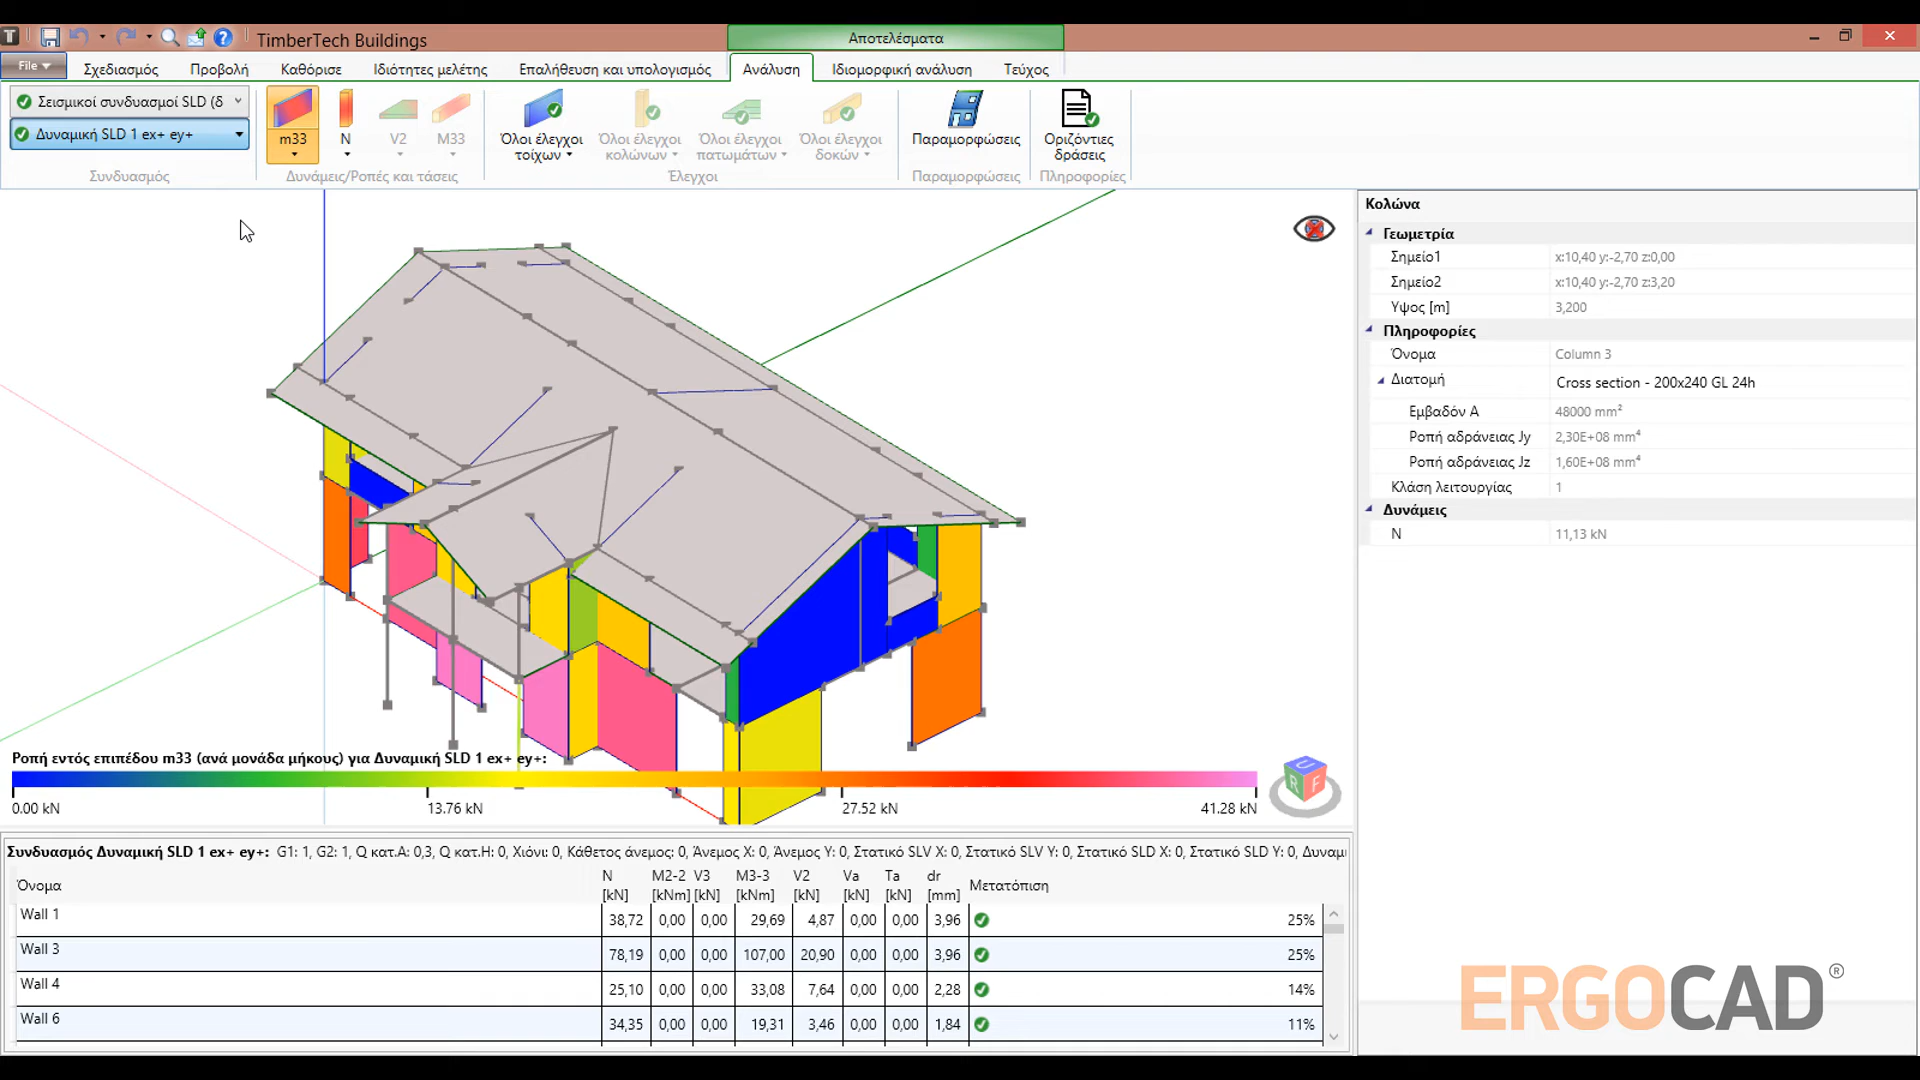 TimberTech Buildings
Αποτελέσματα
File
Σχεδιασμός Προβολή Καθόρισε Ιδιότητες μελέτης Επαλήθευση και υπολογισμός Ανάλυση Ιδιομορφική ανάλυση Τεύχος
Σεισμικοί συνδυασμοί SLD (δ
Δυναμική SLD 1 ex+ ey+
Συνδυασμός
m33 N V2 M33
Δυνάμεις/Ροπές και τάσεις
Όλοι έλεγχοι τοίχων
Όλοι έλεγχοι κολώνων
Όλοι έλεγχοι πατωμάτων
Όλοι έλεγχοι δοκών
Έλεγχοι
Παραμορφώσεις
Παραμορφώσεις
Οριζόντιες δράσεις
Πληροφορίες
Κολώνα
Γεωμετρία
Σημείο1 x:10,40 y:-2,70 z:0,00
Σημείο2 x:10,40 y:-2,70 z:3,20
Υψος [m] 3,200
Πληροφορίες
Όνομα Column 3
Διατομή Cross section - 200x240 GL 24h
Εμβαδόν A 48000 mm²
Ροπή αδράνειας Jy 2,30E+08 mm⁴
Ροπή αδράνειας Jz 1,60E+08 mm⁴
Κλάση λειτουργίας 1
Δυνάμεις
N 11,13 kN
Ροπή εντός επιπέδου m33 (ανά μονάδα μήκους) για Δυναμική SLD 1 ex+ ey+:
0.00 kN 13.76 kN 27.52 kN 41.28 kN
U R F
Συνδυασμός Δυναμική SLD 1 ex+ ey+: G1: 1, G2: 1, Q κατ.Α: 0,3, Q κατ.Η: 0, Χιόνι: 0, Κάθετος άνεμος: 0, Άνεμος X: 0, Άνεμος Y: 0, Στατικό SLV X: 0, Στατικό SLV Y: 0, Στατικό SLD X: 0, Στατικό SLD Y: 0, Δυναμι
Όνομα N [kN] M2-2 [kNm] V3 [kN] M3-3 [kNm] V2 [kN] Va [kN] Ta [kN] dr [mm] Μετατόπιση
Wall 1 38,72 0,00 0,00 29,69 4,87 0,00 0,00 3,96 25%
Wall 3 78,19 0,00 0,00 107,00 20,90 0,00 0,00 3,96 25%
Wall 4 25,10 0,00 0,00 33,08 7,64 0,00 0,00 2,28 14%
Wall 6 34,35 0,00 0,00 19,31 3,46 0,00 0,00 1,84 11%
ERGOCAD®